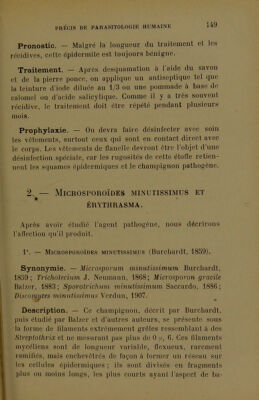 PRÉCIS DE PARASITOLOGIE HUMAINE 149
Pronostic. — Malgré la longueur du traitement et les
récidives, cette épidermite est toujours bénigne.
Traitement. — Après desquamation à l'aide du savon
et de la pierre ponce, on applique un antiseptique tel que
la teinture d'iode diluée au 1/3 ou une pommade à base de
calomel ou d'acide salicylique. Comme il y a très souvent
récidive, le traitement doit être répété pendant plusieurs
mois.
Prophylaxie. — On devra faire désinfecter avec soin
les vêtements, surtout ceux qui sont en contact direct avec
le corps. Les vêtements de flanelle devront être l'objet d'une
désinfection spéciale, car les rugosités de cette étoffe retien-
nent les squames épidermiques et le champignon pathogène.
2. — MICROSPOROÏDES MINUTISSIMUS ET
ÉRYTHRASMA.
Après avoir étudié l'agent pathogène, nous décrirons
l'affection qu'il produit.
1°. — MICROSPOROÏDES MINUTISSIMUS (Burchardt, 1859).
Synonymie. — Microsporum minutissimum Burchardt,
1859; Trichothecium J. Neumann, 1868; Microsporon gracile
Balzer, 1883; Sporotrichum minutissimum Saccardo, 1886;
Discomyces minutissimus Verdun, 1907.
Description. — Ce champignon, décrit par Burchardt,
puis étudié par Balzer et d'autres auteurs, se présente sous
la forme de filaments extrêmement grêles ressemblant à des
Streptothrix et ne mesurant pas plus de 0 μ, 6. Ces filaments
mycéliens sont de longueur variable, flexueux, rarement
ramifiés, mais enchevêtrés de façon à former un réseau sur
les cellules épidermiques; ils sont divisés en fragments
plus ou moins longs, les plus courts ayant l'aspect de ba-